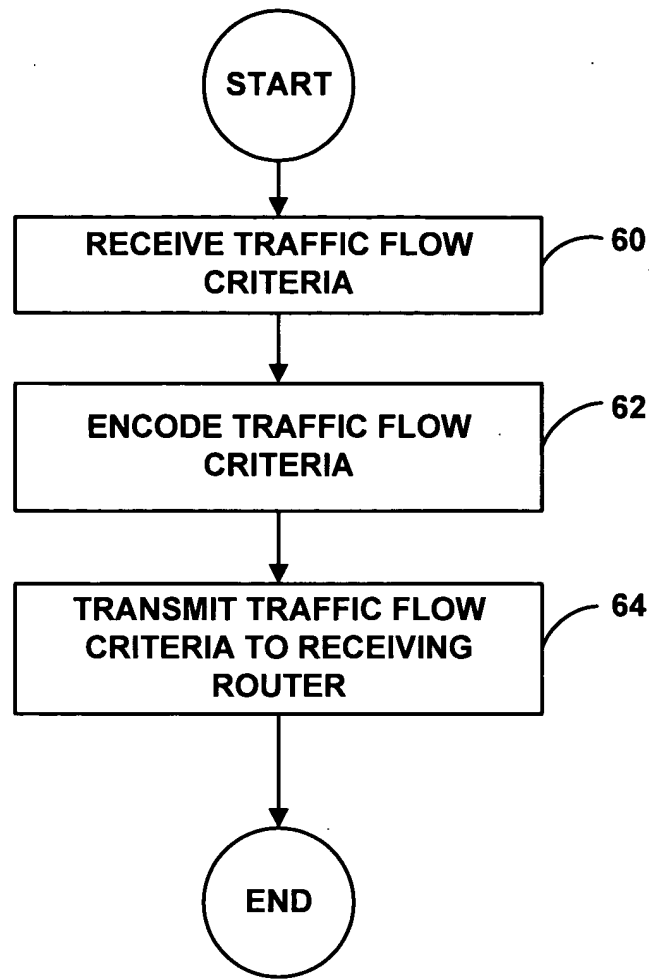 START
RECEIVE TRAFFIC FLOW
CRITERIA
60
ENCODE TRAFFIC FLOW
CRITERIA
62
TRANSMIT TRAFFIC FLOW
CRITERIA TO RECEIVING
ROUTER
64
END